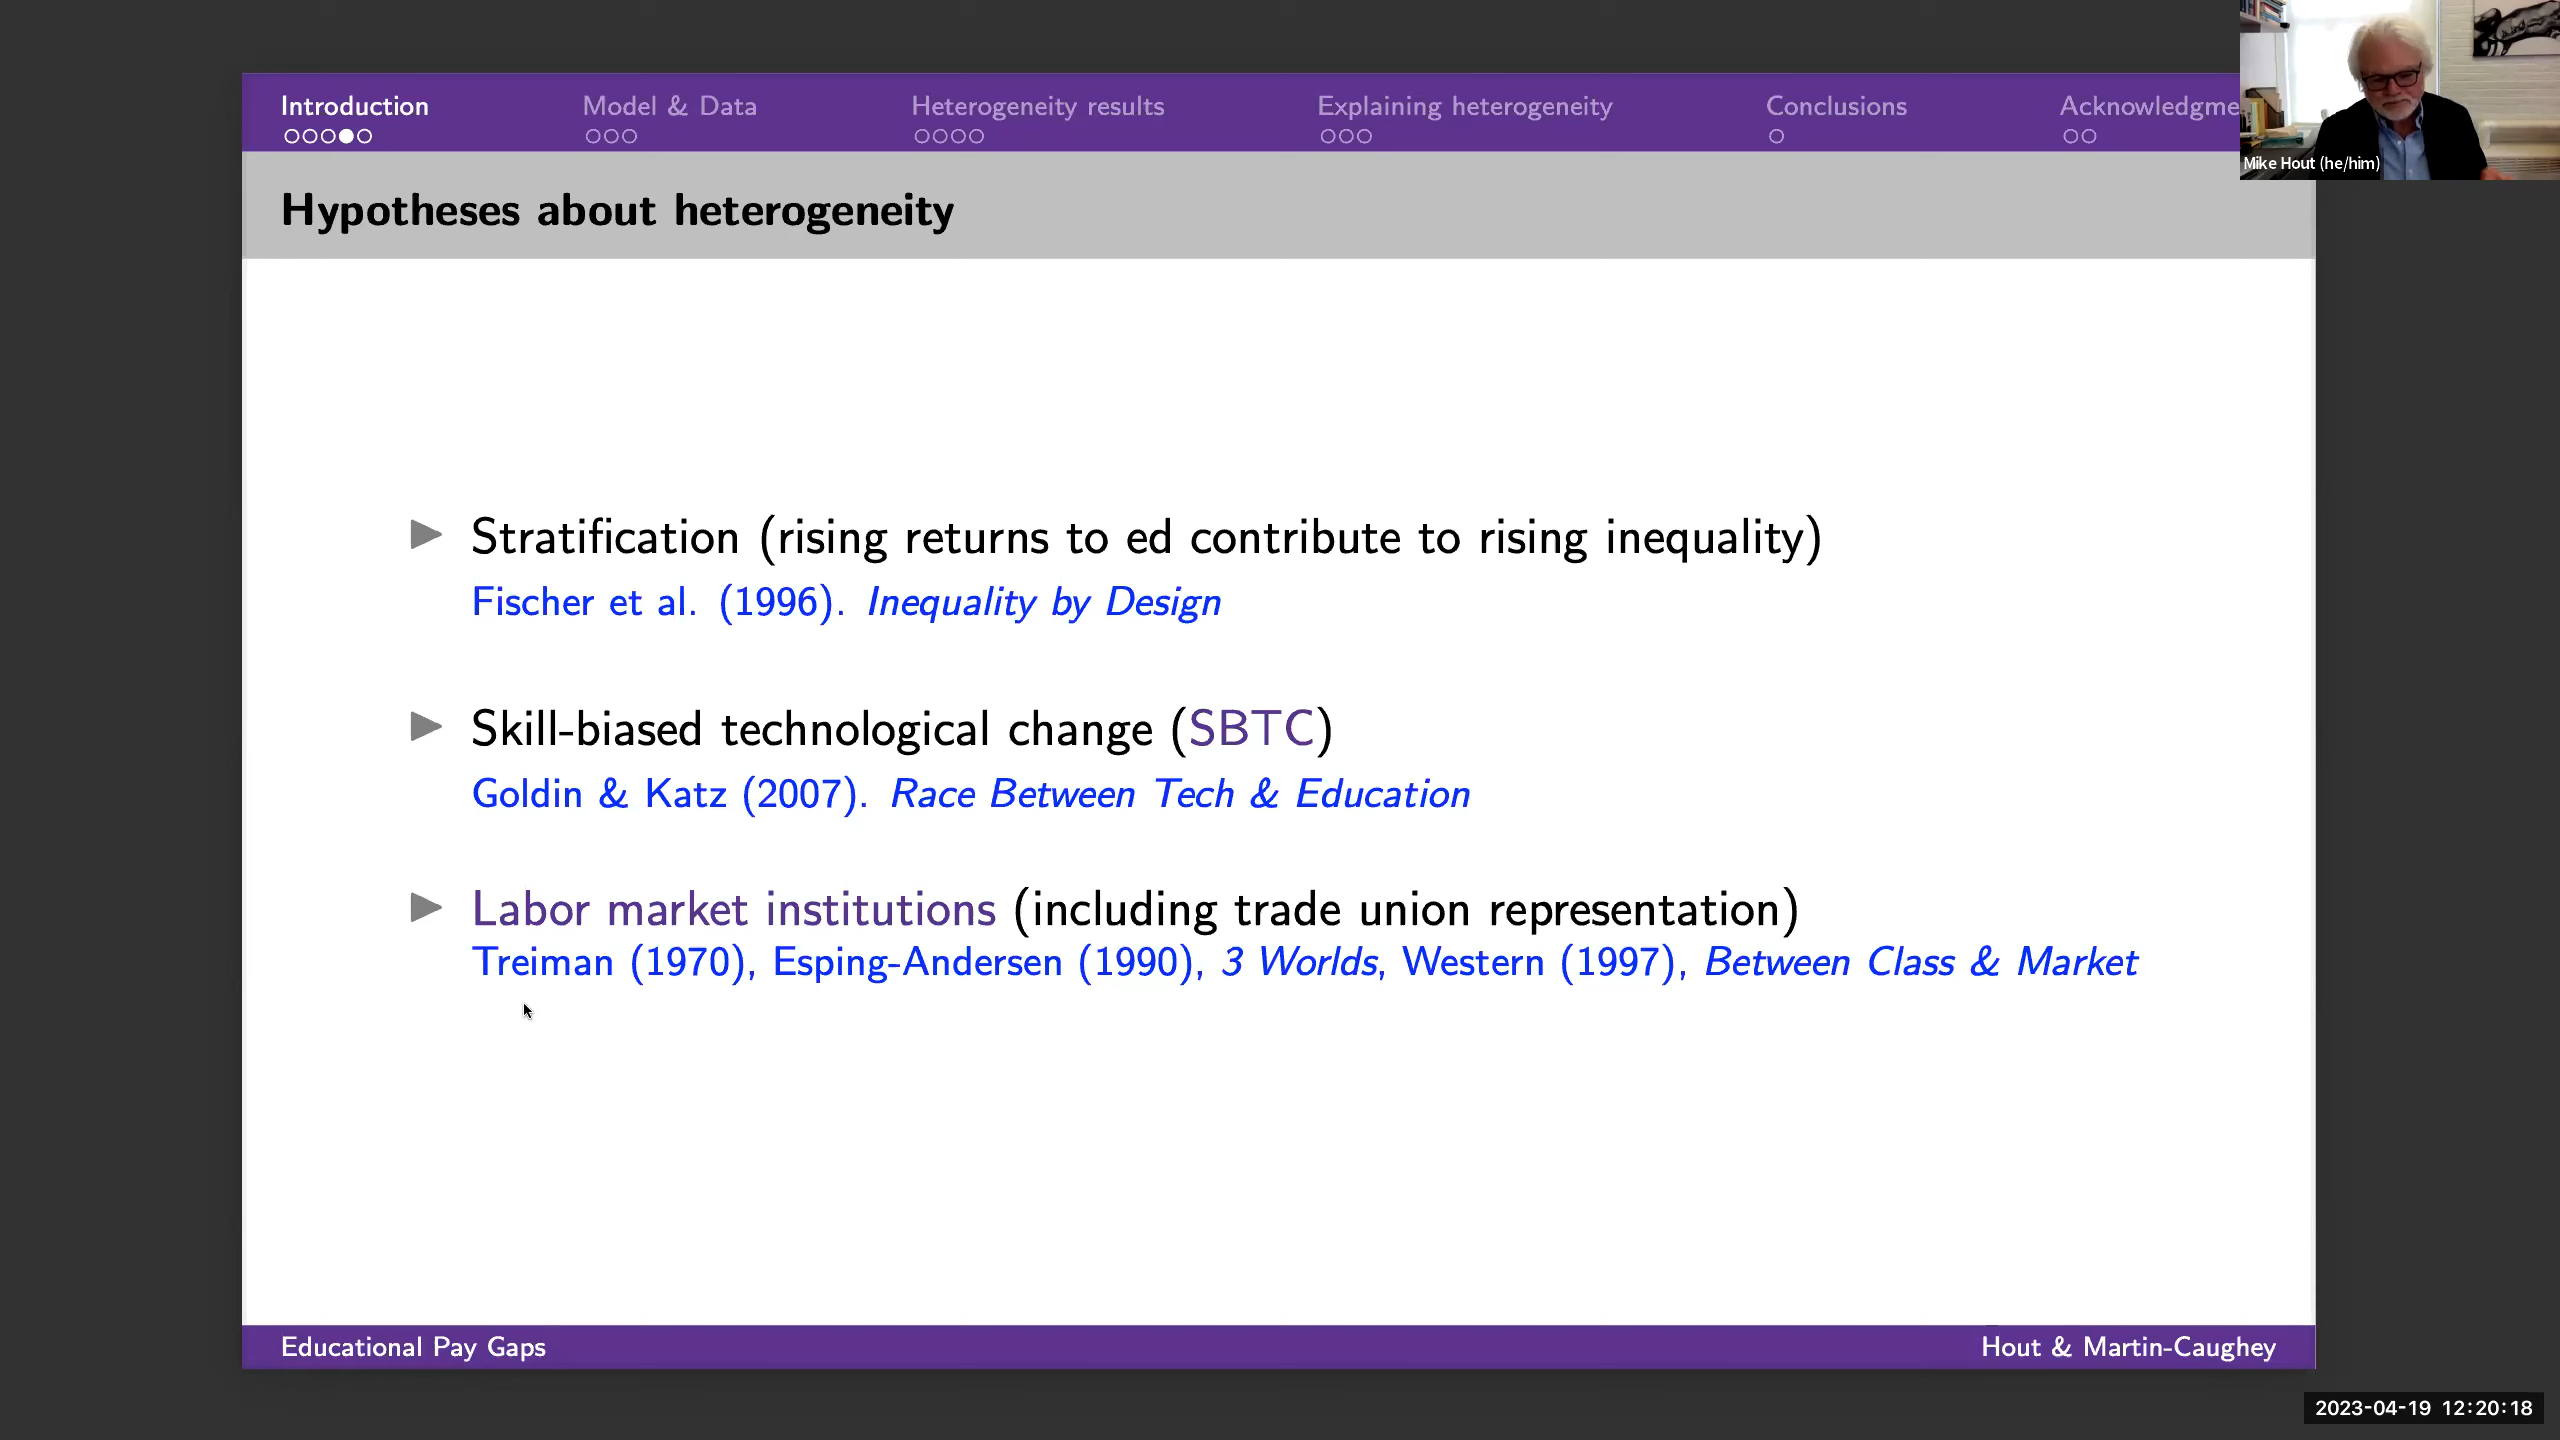 Introduction
Model & Data
Heterogeneity results
Explaining heterogeneity
Conclusions
Acknowledgme
Mike Hout (he/him)
Hypotheses about heterogeneity
Stratification (rising returns to ed contribute to rising inequality)
Fischer et al. (1996). Inequality by Design
Skill-biased technological change (SBTC)
Goldin & Katz (2007). Race Between Tech & Education
Labor market institutions (including trade union representation)
Treiman (1970), Esping-Andersen (1990), 3 Worlds, Western (1997), Between Class & Market
Educational Pay Gaps
Hout & Martin-Caughey
2023-04-19 12:20:18